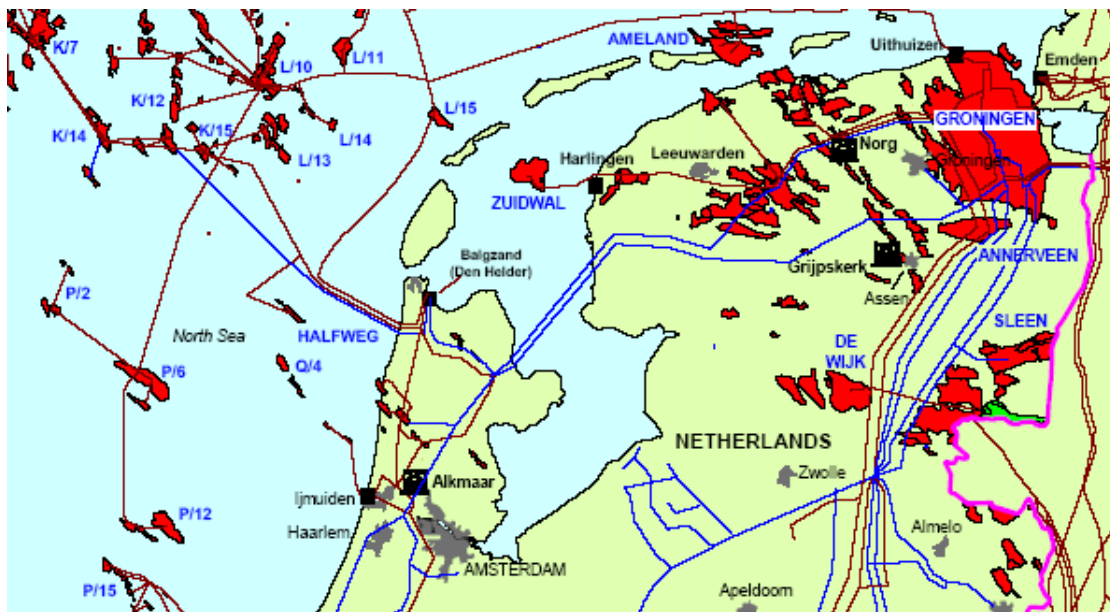 K/7
L/11
AMELAND
Uithuizen
Emden
L/10
K/12
L/15
K/14
K/15
L/14
L/13
GRONINGEN
Norg
Groningen
Harlingen
Leeuwarden
ZUIDWAL
Balgzand
(Den Helder)
Grijpskerk
ANNERVEEN
Assen
P/2
North Sea
HALFWEG
SLEEN
DE
WIJK
Q/4
P/6
NETHERLANDS
Zwolle
Alkmaar
Ijmuiden
P/12
Haarlem
Almelo
AMSTERDAM
P/15
Apeldoorn